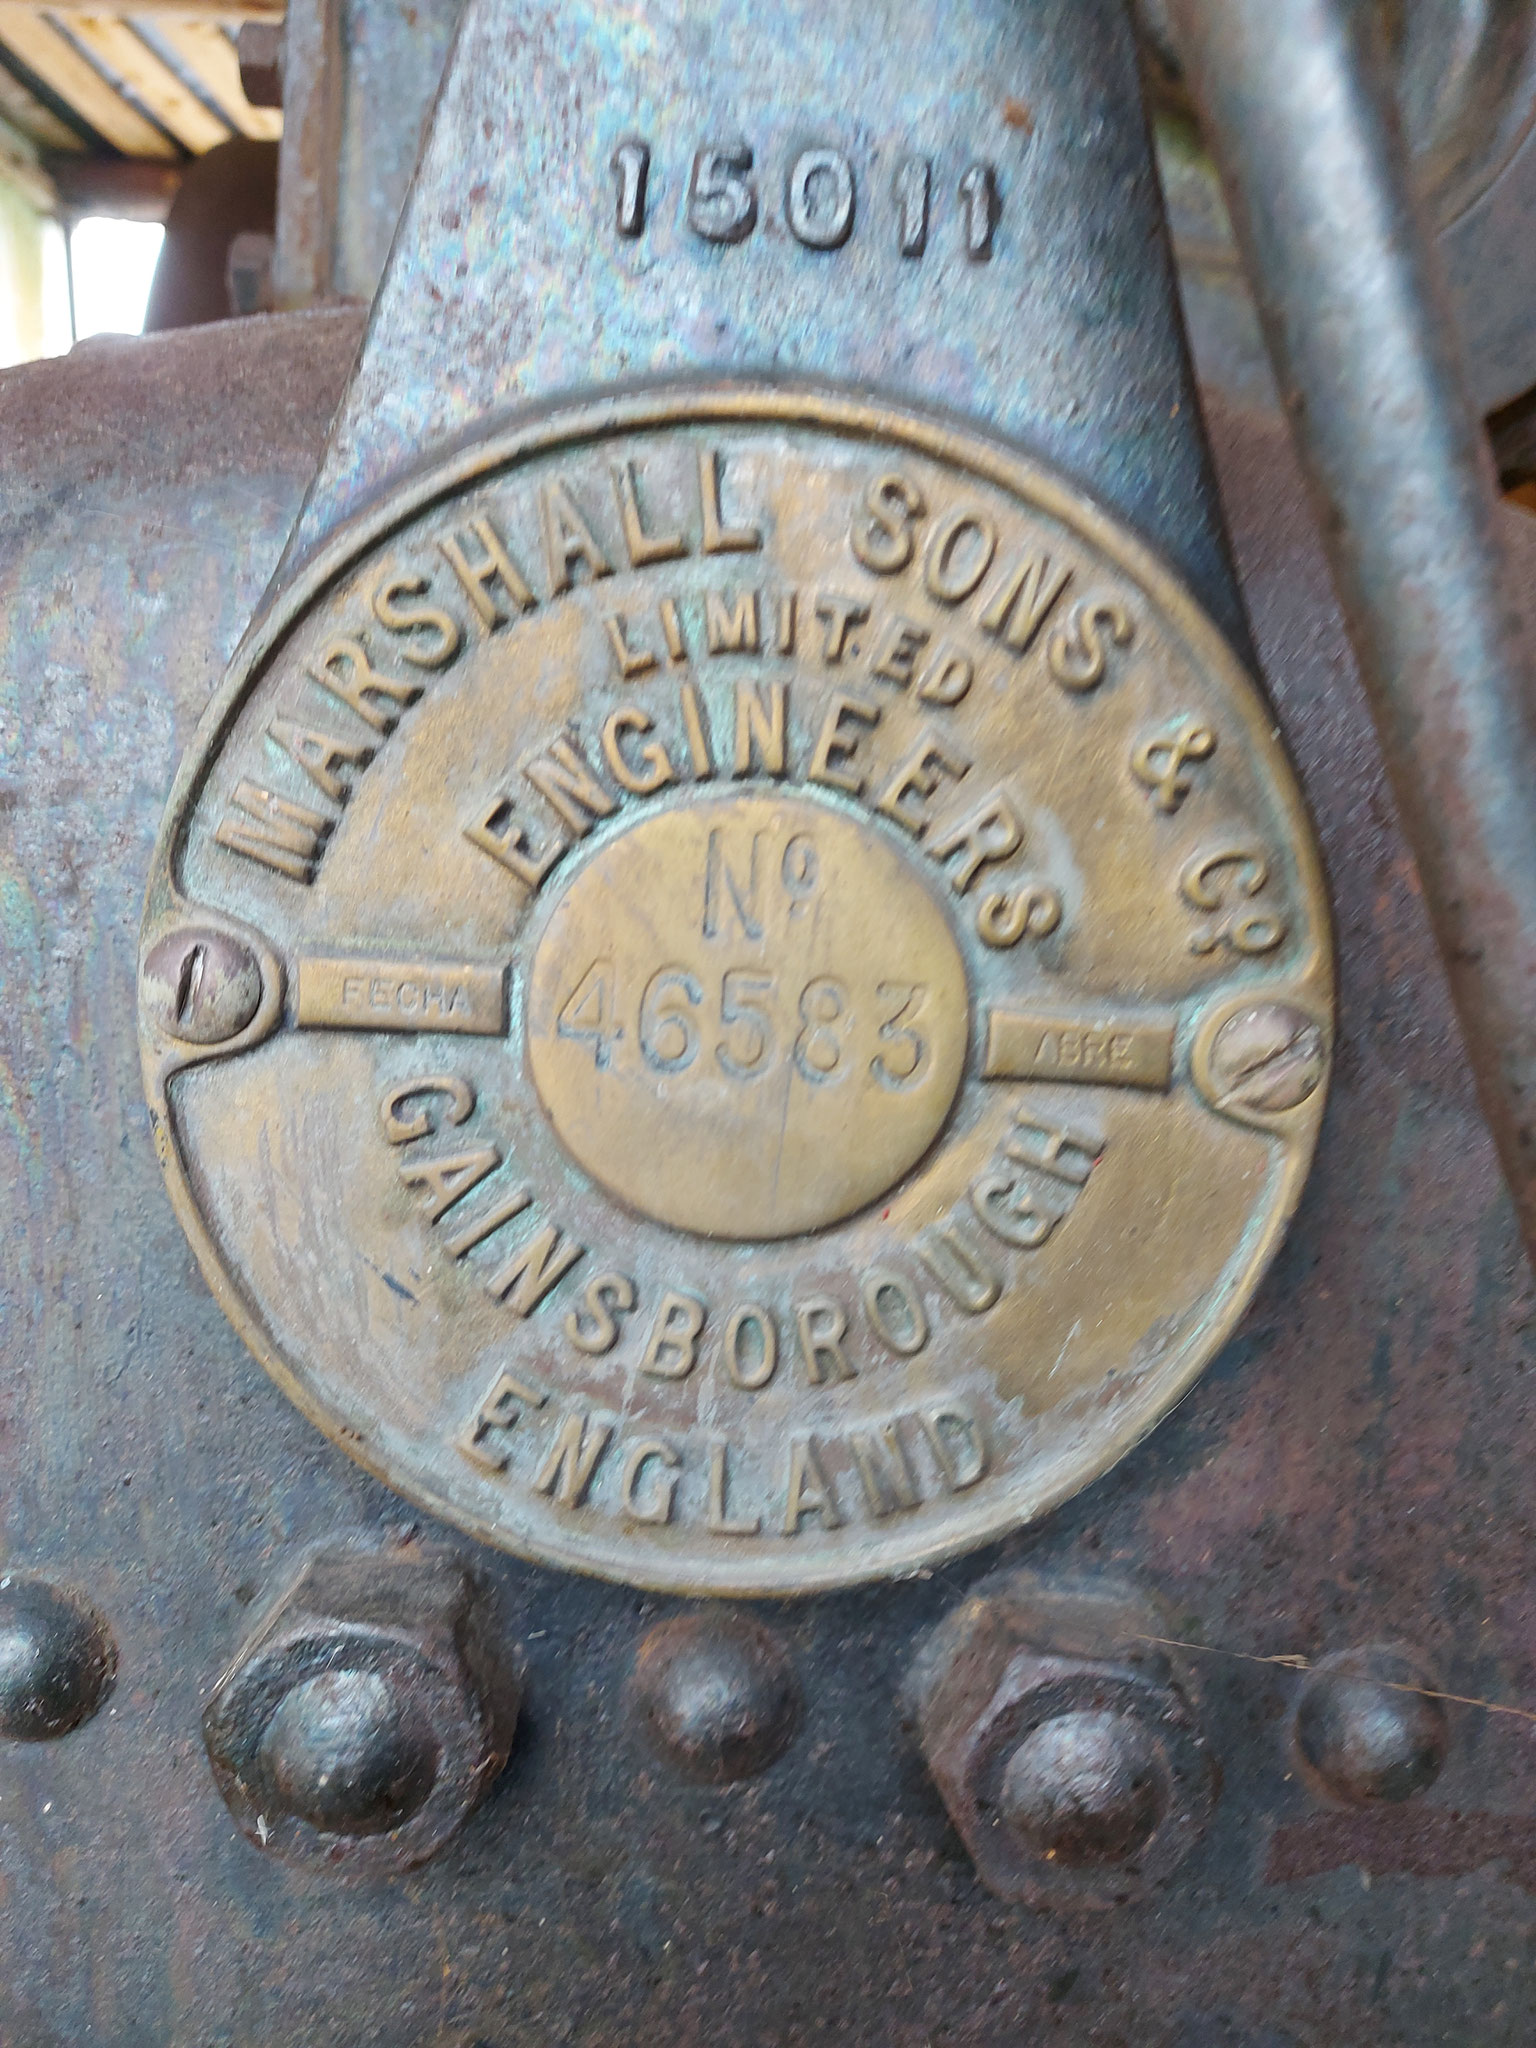 15011
MARSHALL SONS & Co
LIMITED
ENGINEERS
No
46583
FECHA
ABRE
GAINSBOROUGH
ENGLAND